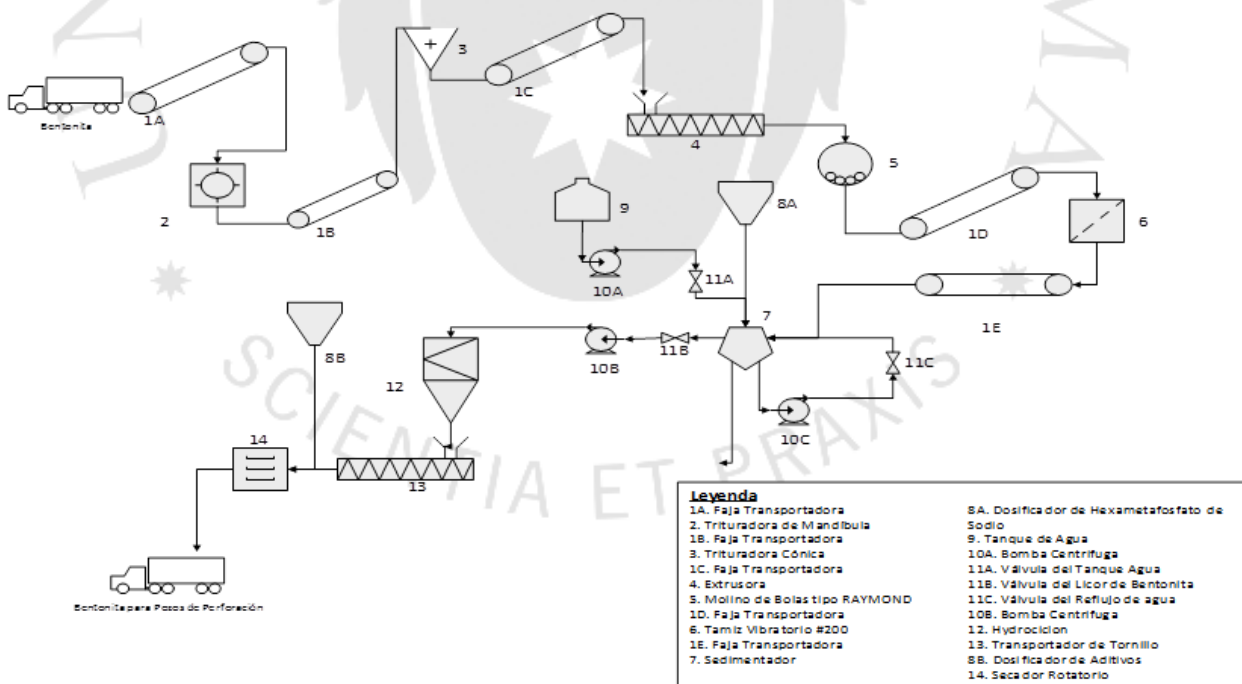 3
1C
1A
Bentonita
4
5
2
1B
9
8A
1D
6
11A
10A
7
1E
8B
11B
11C
10B
12
10C
14
13
SCIENTIA ET PRAXIS
Bentonita para Pozos de Perforación
Leyenda
1A. Faja Transportadora
2. Trituradora de Mandíbula
1B. Faja Transportadora
3. Trituradora Cónica
1C. Faja Transportadora
4. Extrusora
5. Molino de Bolas tipo RAYMOND
1D. Faja Transportadora
6. Tamiz Vibratorio #200
1E. Faja Transportadora
7. Sedimentador
8A. Dosificador de Hexametafosfato de
Sodio
9. Tanque de Agua
10A. Bomba Centrífuga
11A. Válvula del Tanque Agua
11B. Válvula del Licor de Bentonita
11C. Válvula del Reflujo de agua
10B. Bomba Centrífuga
12. Hydrociclon
13. Transportador de Tornillo
8B. Dosificador de Aditivos
14. Secador Rotatorio